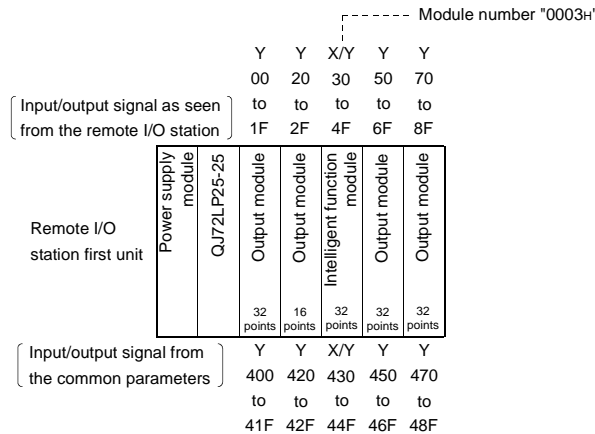 Module number "0003H"
Y Y X/Y Y Y
00 20 30 50 70
Input/output signal as seen to to to to to
from the remote I/O station 1F 2F 4F 6F 8F
Power supply
module
QJ72LP25-25
Output module
Output module
Intelligent function
module
Output module
Output module
Remote I/O
station first unit
32 16 32 32 32
points points points points points
Input/output signal from Y Y X/Y Y Y
the common parameters 400 420 430 450 470
to to to to to
41F 42F 44F 46F 48F